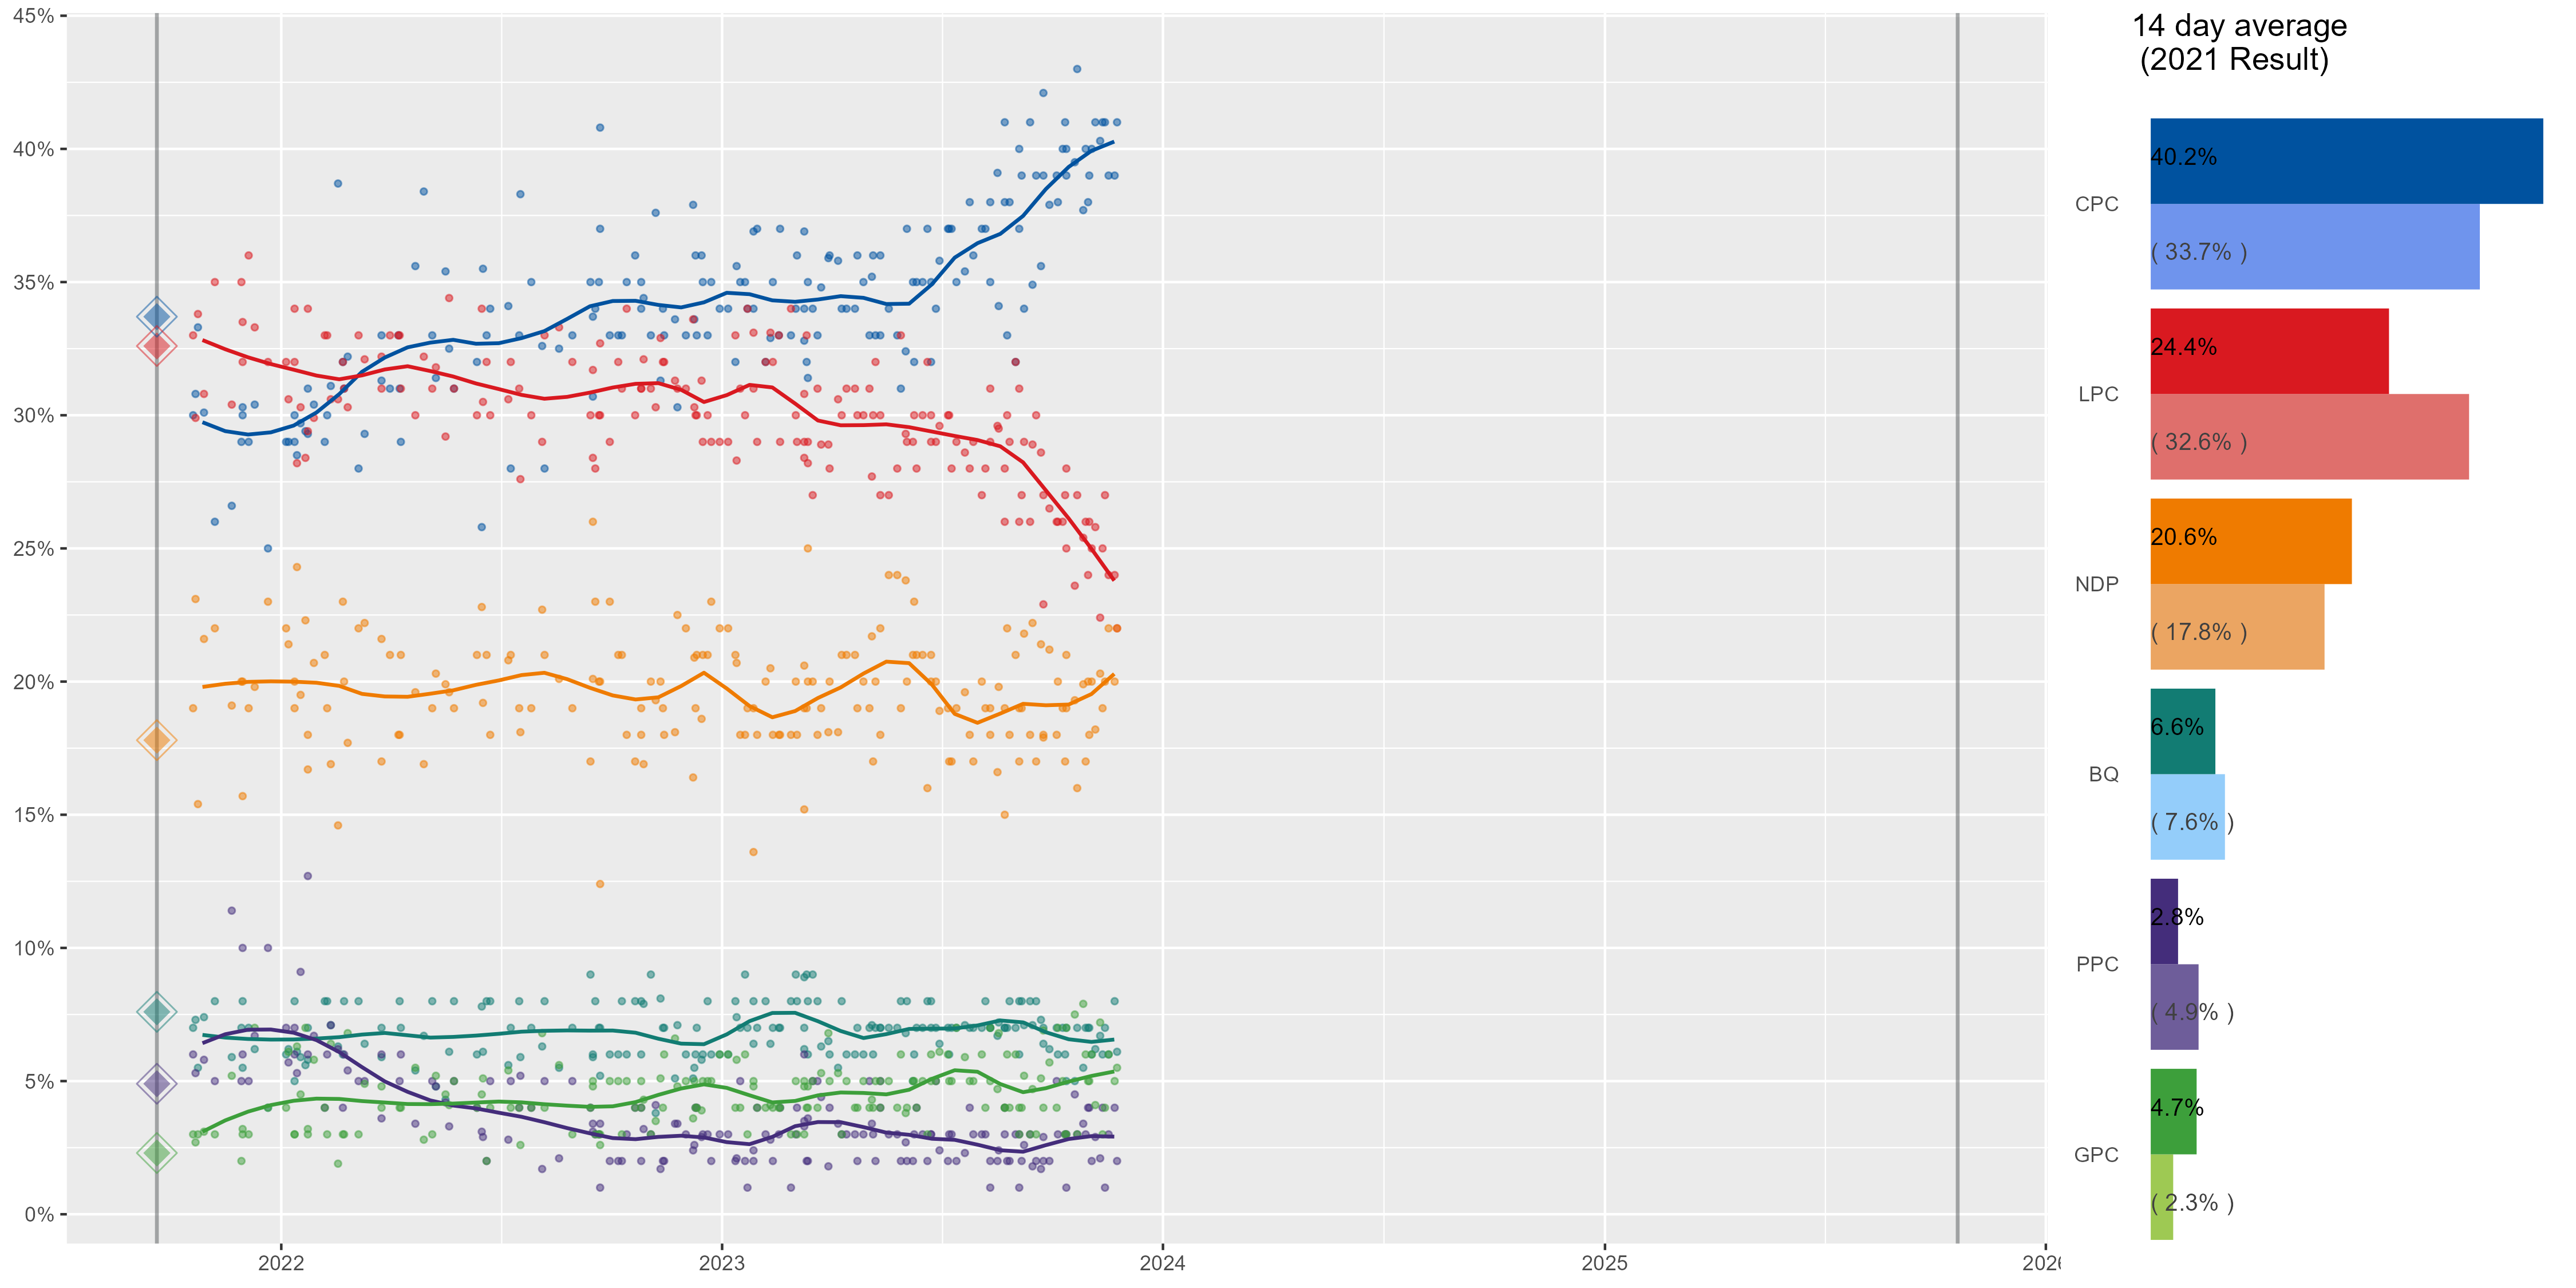 45%
40%
35%
30%
25%
20%
15%
10%
5%
0%
2022
2023
2024
2025
202
14 day average
(2021 Result)
CPC
40.2%
( 33.7% )
LPC
24.4%
( 32.6% )
NDP
20.6%
( 17.8% )
BQ
6.6%
( 7.6% )
PPC
2.8%
( 4.9% )
GPC
4.7%
( 2.3% )